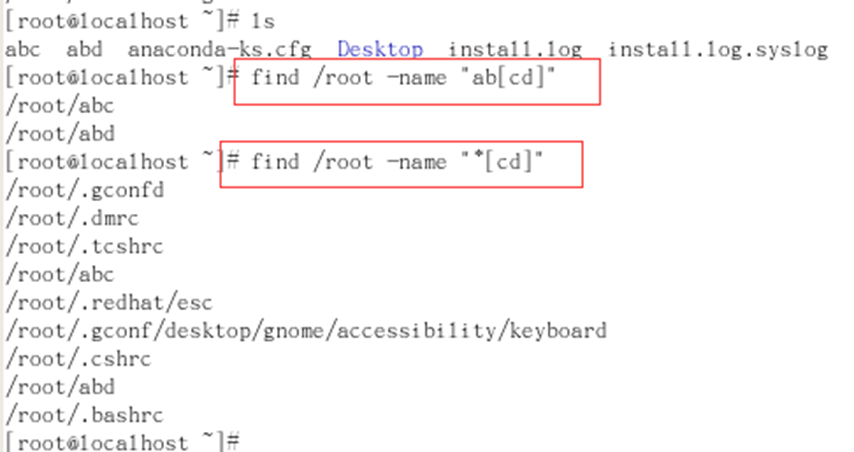 [root@localhost ~]# ls
abc abd anaconda-ks.cfg Desktop install.log install.log.syslog
[root@localhost ~]# find /root -name "ab[cd]"
/root/abc
/root/abd
[root@localhost ~]# find /root -name "*[cd]"
/root/.gconfd
/root/.dmrc
/root/.tcshrc
/root/abc
/root/.redhat/esc
/root/.gconf/desktop/gnome/accessibility/keyboard
/root/.cshrc
/root/abd
/root/.bashrc
[root@localhost ~]#